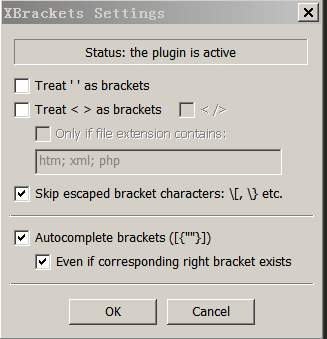 XBrackets Settings
Status: the plugin is active
Treat ' ' as brackets
Treat < > as brackets < />
Only if file extension contains:
htm; xml; php
Skip escaped bracket characters: \[, \} etc.
Autocomplete brackets ([{""}])
Even if corresponding right bracket exists
OK Cancel